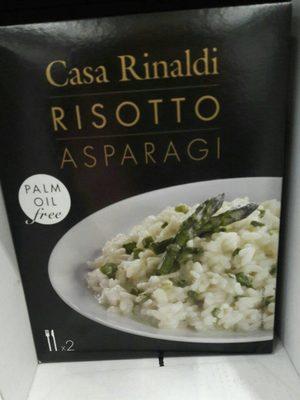 Casa Rinaldi
RISOTTO
ASPARAGI
PALM
OIL
free
x2